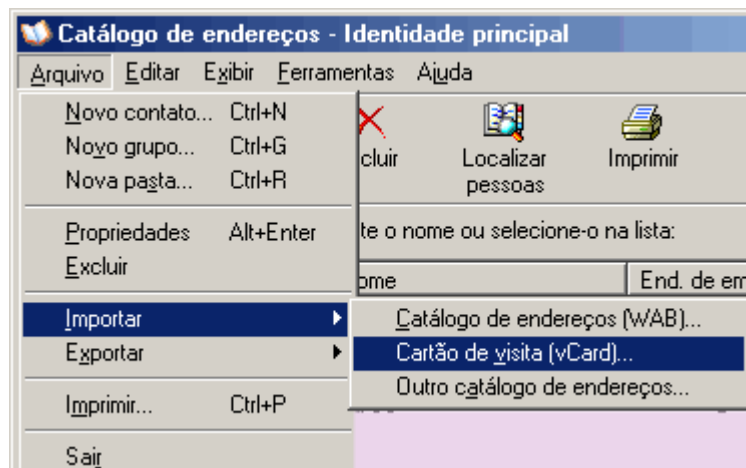 Catálogo de endereços - Identidade principal
Arquivo Editar Exibir Ferramentas Ajuda
Novo contato... Ctrl+N
Novo grupo... Ctrl+G
Nova pasta... Ctrl+R
cluir Localizar pessoas Imprimir
Propriedades Alt+Enter
te o nome ou selecione-o na lista:
Excluir
ome End. de em
Importar
Catálogo de endereços (WAB)...
Exportar
Cartão de visita (vCard)...
Outro catálogo de endereços...
Imprimir... Ctrl+P
Sair